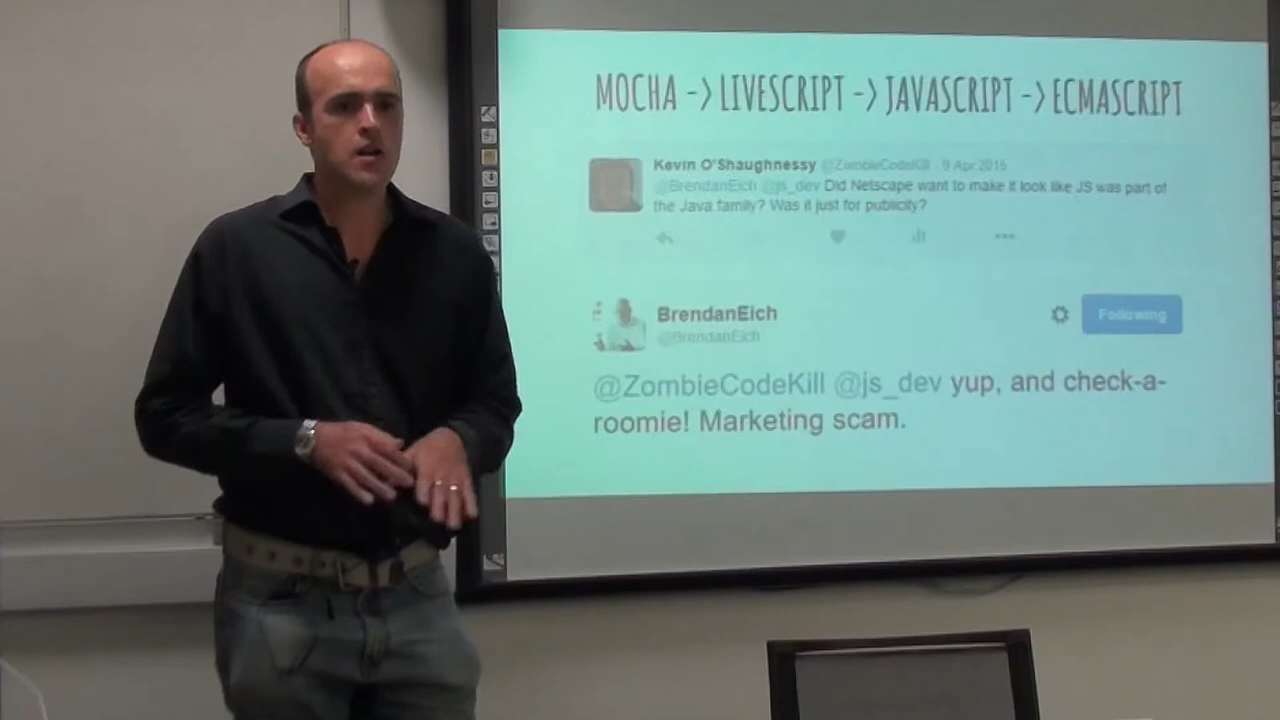 MOCHA -> LIVESCRIPT -> JAVASCRIPT -> ECMASCRIPT
Kevin O'Shaughnessy @ZombieCodeKill · 9 Apr 2015
@BrendanEich @js_dev Did Netscape want to make it look like JS was part of
the Java family? Was it just for publicity?
BrendanEich
@BrendanEich
Following
@ZombieCodeKill @js_dev yup, and check-a-
roomie! Marketing scam.